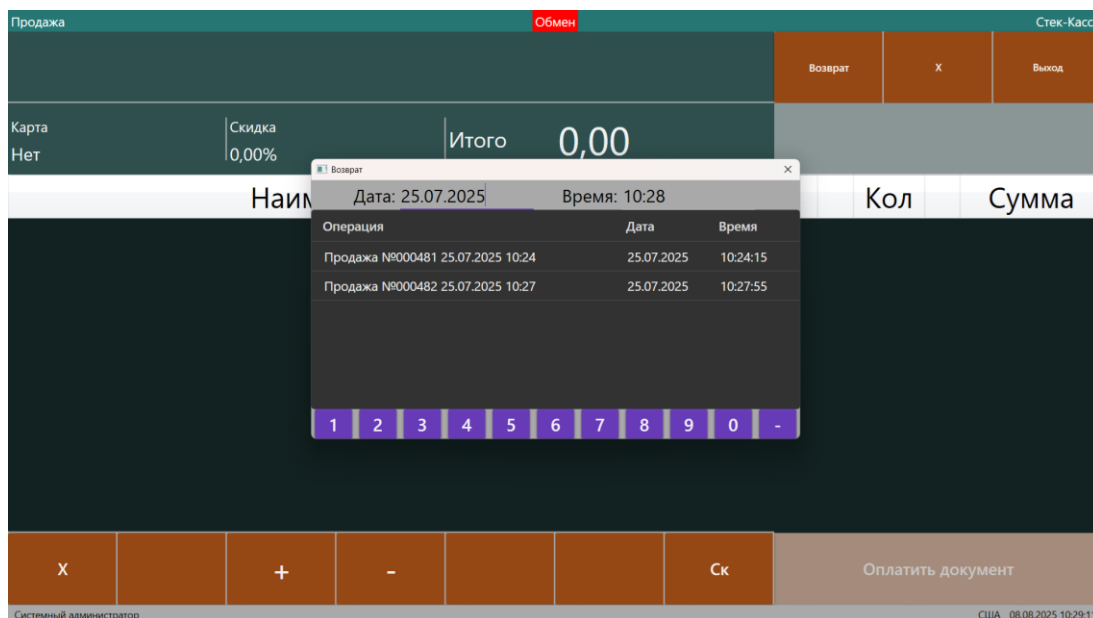 Продажа Обмен Стек-Касс
Возврат X Выход
Карта Скидка Итого 0,00
Нет 0,00%
Возврат
Наим Кол Сумма
Дата: 25.07.2025 Время: 10:28
Операция Дата Время
Продажа №000481 25.07.2025 10:24 25.07.2025 10:24:15
Продажа №000482 25.07.2025 10:27 25.07.2025 10:27:55
1 2 3 4 5 6 7 8 9 0 -
X + - Ск Оплатить документ
Системный администратор США 08.08.2025 10:29:11